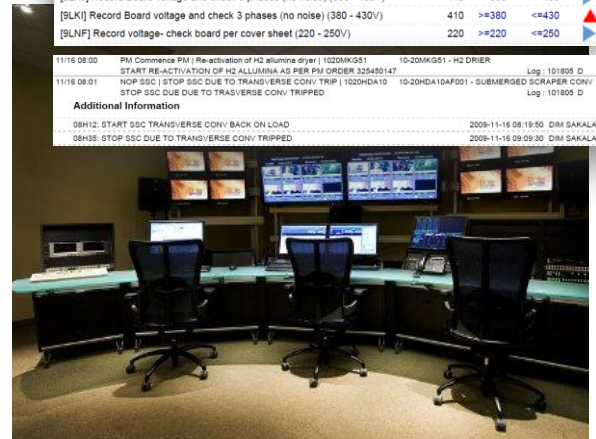 [9LKI] Record Board voltage and check 3 phases (no noise) (380 - 430V) 410 >=380 <=430
[9LNF] Record voltage- check board per cover sheet (220 - 250V) 220 >=220 <=250
11/16 08:00 PM Commence PM | Re-activation of H2 allumina dryer | 1020MKG51 10-20MKG51 - H2 DRIER
START RE-ACTIVATION OF H2 ALLUMINA AS PER PM ORDER 325450147 Log : 101805 D
11/16 08:01 NOP SSC | STOP SSC DUE TO TRANSVERSE CONV TRIP | 1020HDA10 10-20HDA10AF001 - SUBMERGED SCRAPER CONV
STOP SSC DUE DUE TO TRASVERSE CONV TRIPPED Log : 101805 D
Additional Information
08H12: START SSC TRANSVERSE CONV BACK ON LOAD 2009-11-16 08:19:50 DIM SAKALA
08H35: STOP SSC DUE TO TRANSVERSE CONV TRIPPED 2009-11-16 09:09:30 DIM SAKALA